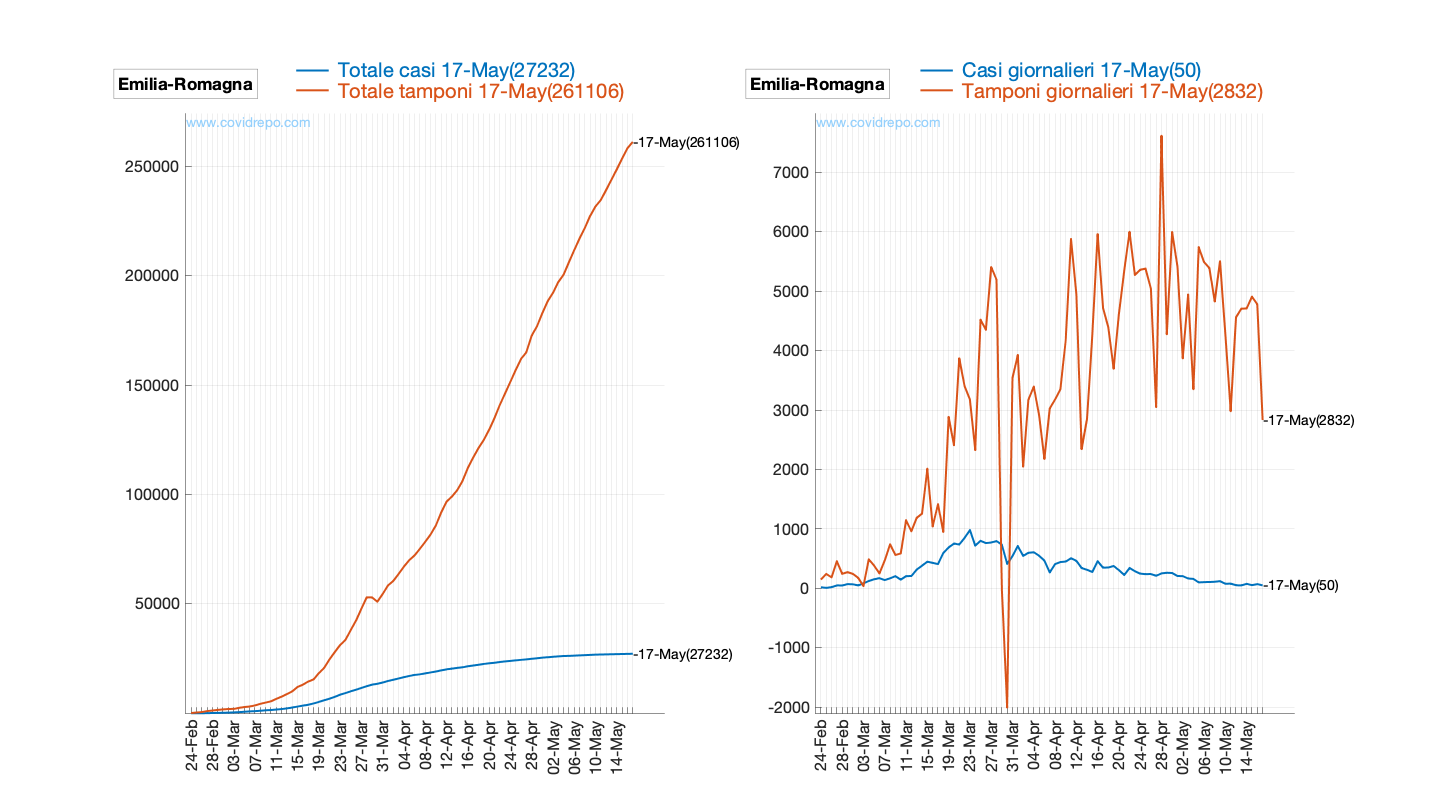 Emilia-Romagna
Totale casi 17-May(27232)
Totale tamponi 17-May(261106)
www.covidrepo.com
250000
200000
150000
100000
50000
-17-May(261106)
-17-May(27232)
24-Feb
28-Feb
03-Mar
07-Mar
11-Mar
15-Mar
19-Mar
23-Mar
27-Mar
31-Mar
04-Apr
08-Apr
12-Apr
16-Apr
20-Apr
24-Apr
28-Apr
02-May
06-May
10-May
14-May
Emilia-Romagna
Casi giornalieri 17-May(50)
Tamponi giornalieri 17-May(2832)
www.covidrepo.com
7000
6000
5000
4000
3000
2000
1000
0
-1000
-2000
-17-May(2832)
-17-May(50)
24-Feb
28-Feb
03-Mar
07-Mar
11-Mar
15-Mar
19-Mar
23-Mar
27-Mar
31-Mar
04-Apr
08-Apr
12-Apr
16-Apr
20-Apr
24-Apr
28-Apr
02-May
06-May
10-May
14-May